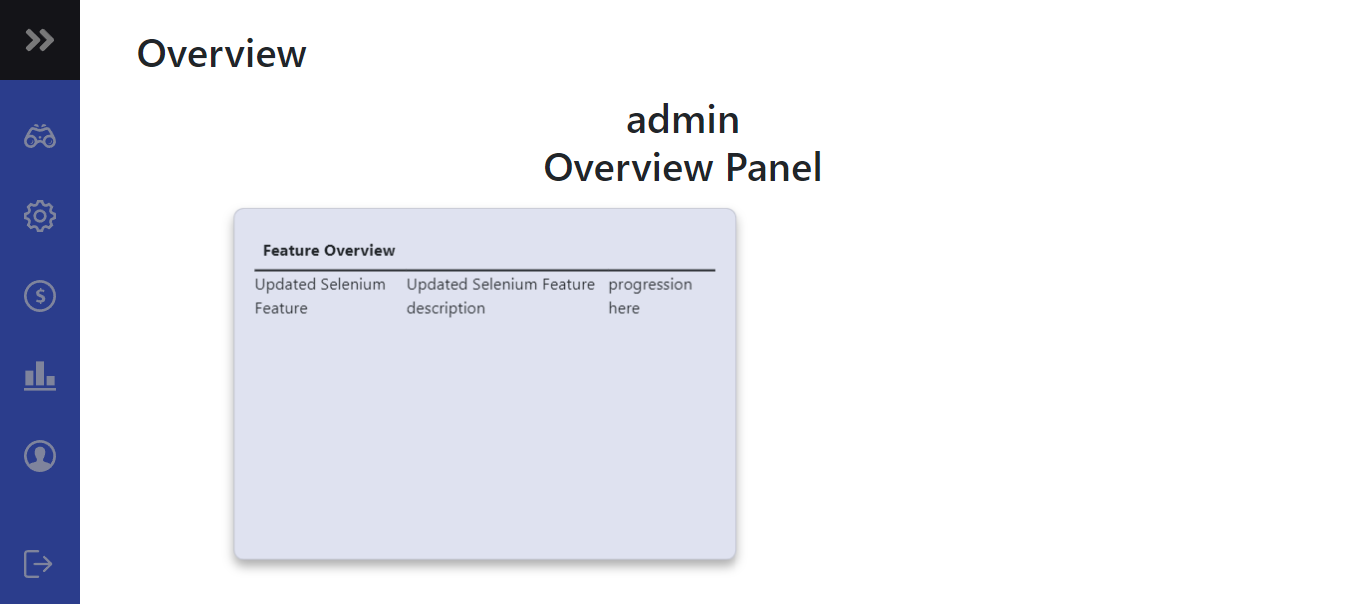 Overview
admin
Overview Panel
Feature Overview
Updated Selenium Feature
Updated Selenium Feature description
progression here